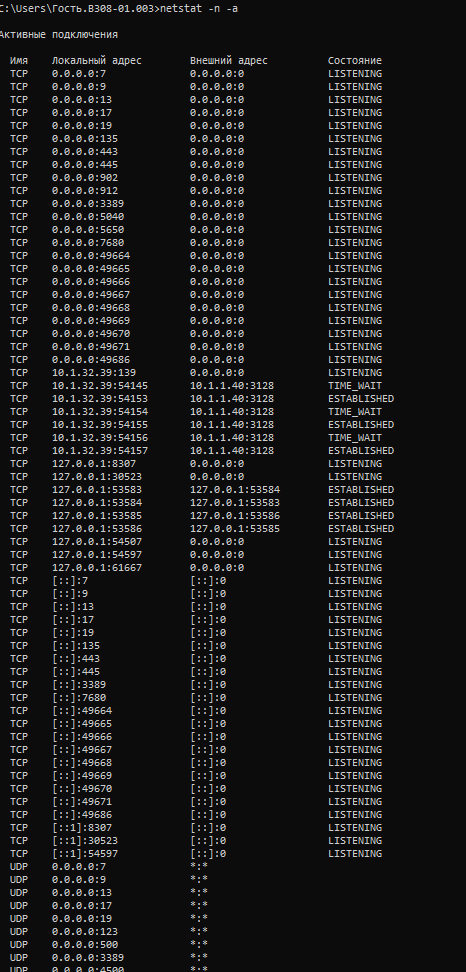 C:\Users\Гость.B308-01.003>netstat -n -a
Активные подключения
Имя Локальный адрес Внешний адрес Состояние
TCP 0.0.0.0:7 0.0.0.0:0 LISTENING
TCP 0.0.0.0:9 0.0.0.0:0 LISTENING
TCP 0.0.0.0:13 0.0.0.0:0 LISTENING
TCP 0.0.0.0:17 0.0.0.0:0 LISTENING
TCP 0.0.0.0:19 0.0.0.0:0 LISTENING
TCP 0.0.0.0:135 0.0.0.0:0 LISTENING
TCP 0.0.0.0:443 0.0.0.0:0 LISTENING
TCP 0.0.0.0:445 0.0.0.0:0 LISTENING
TCP 0.0.0.0:902 0.0.0.0:0 LISTENING
TCP 0.0.0.0:912 0.0.0.0:0 LISTENING
TCP 0.0.0.0:3389 0.0.0.0:0 LISTENING
TCP 0.0.0.0:5040 0.0.0.0:0 LISTENING
TCP 0.0.0.0:5650 0.0.0.0:0 LISTENING
TCP 0.0.0.0:7680 0.0.0.0:0 LISTENING
TCP 0.0.0.0:49664 0.0.0.0:0 LISTENING
TCP 0.0.0.0:49665 0.0.0.0:0 LISTENING
TCP 0.0.0.0:49666 0.0.0.0:0 LISTENING
TCP 0.0.0.0:49667 0.0.0.0:0 LISTENING
TCP 0.0.0.0:49668 0.0.0.0:0 LISTENING
TCP 0.0.0.0:49669 0.0.0.0:0 LISTENING
TCP 0.0.0.0:49670 0.0.0.0:0 LISTENING
TCP 0.0.0.0:49671 0.0.0.0:0 LISTENING
TCP 0.0.0.0:49686 0.0.0.0:0 LISTENING
TCP 10.1.32.39:139 0.0.0.0:0 LISTENING
TCP 10.1.32.39:54145 10.1.1.40:3128 TIME_WAIT
TCP 10.1.32.39:54153 10.1.1.40:3128 ESTABLISHED
TCP 10.1.32.39:54154 10.1.1.40:3128 TIME_WAIT
TCP 10.1.32.39:54155 10.1.1.40:3128 ESTABLISHED
TCP 10.1.32.39:54156 10.1.1.40:3128 TIME_WAIT
TCP 10.1.32.39:54157 10.1.1.40:3128 ESTABLISHED
TCP 127.0.0.1:8307 0.0.0.0:0 LISTENING
TCP 127.0.0.1:30523 0.0.0.0:0 LISTENING
TCP 127.0.0.1:53583 127.0.0.1:53584 ESTABLISHED
TCP 127.0.0.1:53584 127.0.0.1:53583 ESTABLISHED
TCP 127.0.0.1:53585 127.0.0.1:53586 ESTABLISHED
TCP 127.0.0.1:53586 127.0.0.1:53585 ESTABLISHED
TCP 127.0.0.1:54507 0.0.0.0:0 LISTENING
TCP 127.0.0.1:54597 0.0.0.0:0 LISTENING
TCP 127.0.0.1:61667 0.0.0.0:0 LISTENING
TCP [::]:7 [::]:0 LISTENING
TCP [::]:9 [::]:0 LISTENING
TCP [::]:13 [::]:0 LISTENING
TCP [::]:17 [::]:0 LISTENING
TCP [::]:19 [::]:0 LISTENING
TCP [::]:135 [::]:0 LISTENING
TCP [::]:443 [::]:0 LISTENING
TCP [::]:445 [::]:0 LISTENING
TCP [::]:3389 [::]:0 LISTENING
TCP [::]:7680 [::]:0 LISTENING
TCP [::]:49664 [::]:0 LISTENING
TCP [::]:49665 [::]:0 LISTENING
TCP [::]:49666 [::]:0 LISTENING
TCP [::]:49667 [::]:0 LISTENING
TCP [::]:49668 [::]:0 LISTENING
TCP [::]:49669 [::]:0 LISTENING
TCP [::]:49670 [::]:0 LISTENING
TCP [::]:49671 [::]:0 LISTENING
TCP [::]:49686 [::]:0 LISTENING
TCP [::1]:8307 [::]:0 LISTENING
TCP [::1]:30523 [::]:0 LISTENING
TCP [::1]:54597 [::]:0 LISTENING
UDP 0.0.0.0:7 *:*
UDP 0.0.0.0:9 *:*
UDP 0.0.0.0:13 *:*
UDP 0.0.0.0:17 *:*
UDP 0.0.0.0:19 *:*
UDP 0.0.0.0:123 *:*
UDP 0.0.0.0:500 *:*
UDP 0.0.0.0:3389 *:*
UDP 0.0.0.0:4500 *:*